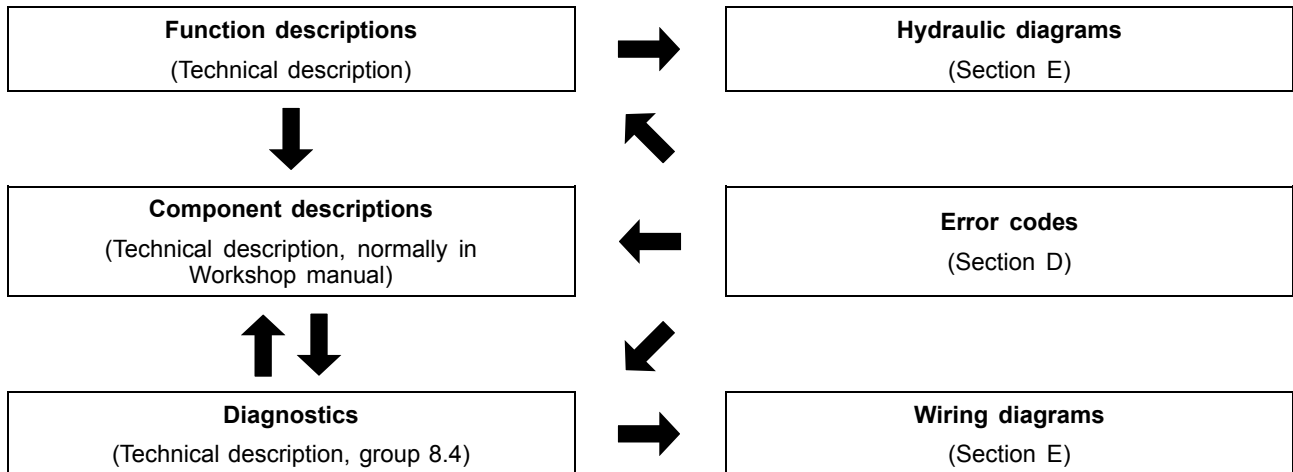 Function descriptions
(Technical description)
Hydraulic diagrams
(Section E)
Component descriptions
(Technical description, normally in
Workshop manual)
Error codes
(Section D)
Diagnostics
(Technical description, group 8.4)
Wiring diagrams
(Section E)